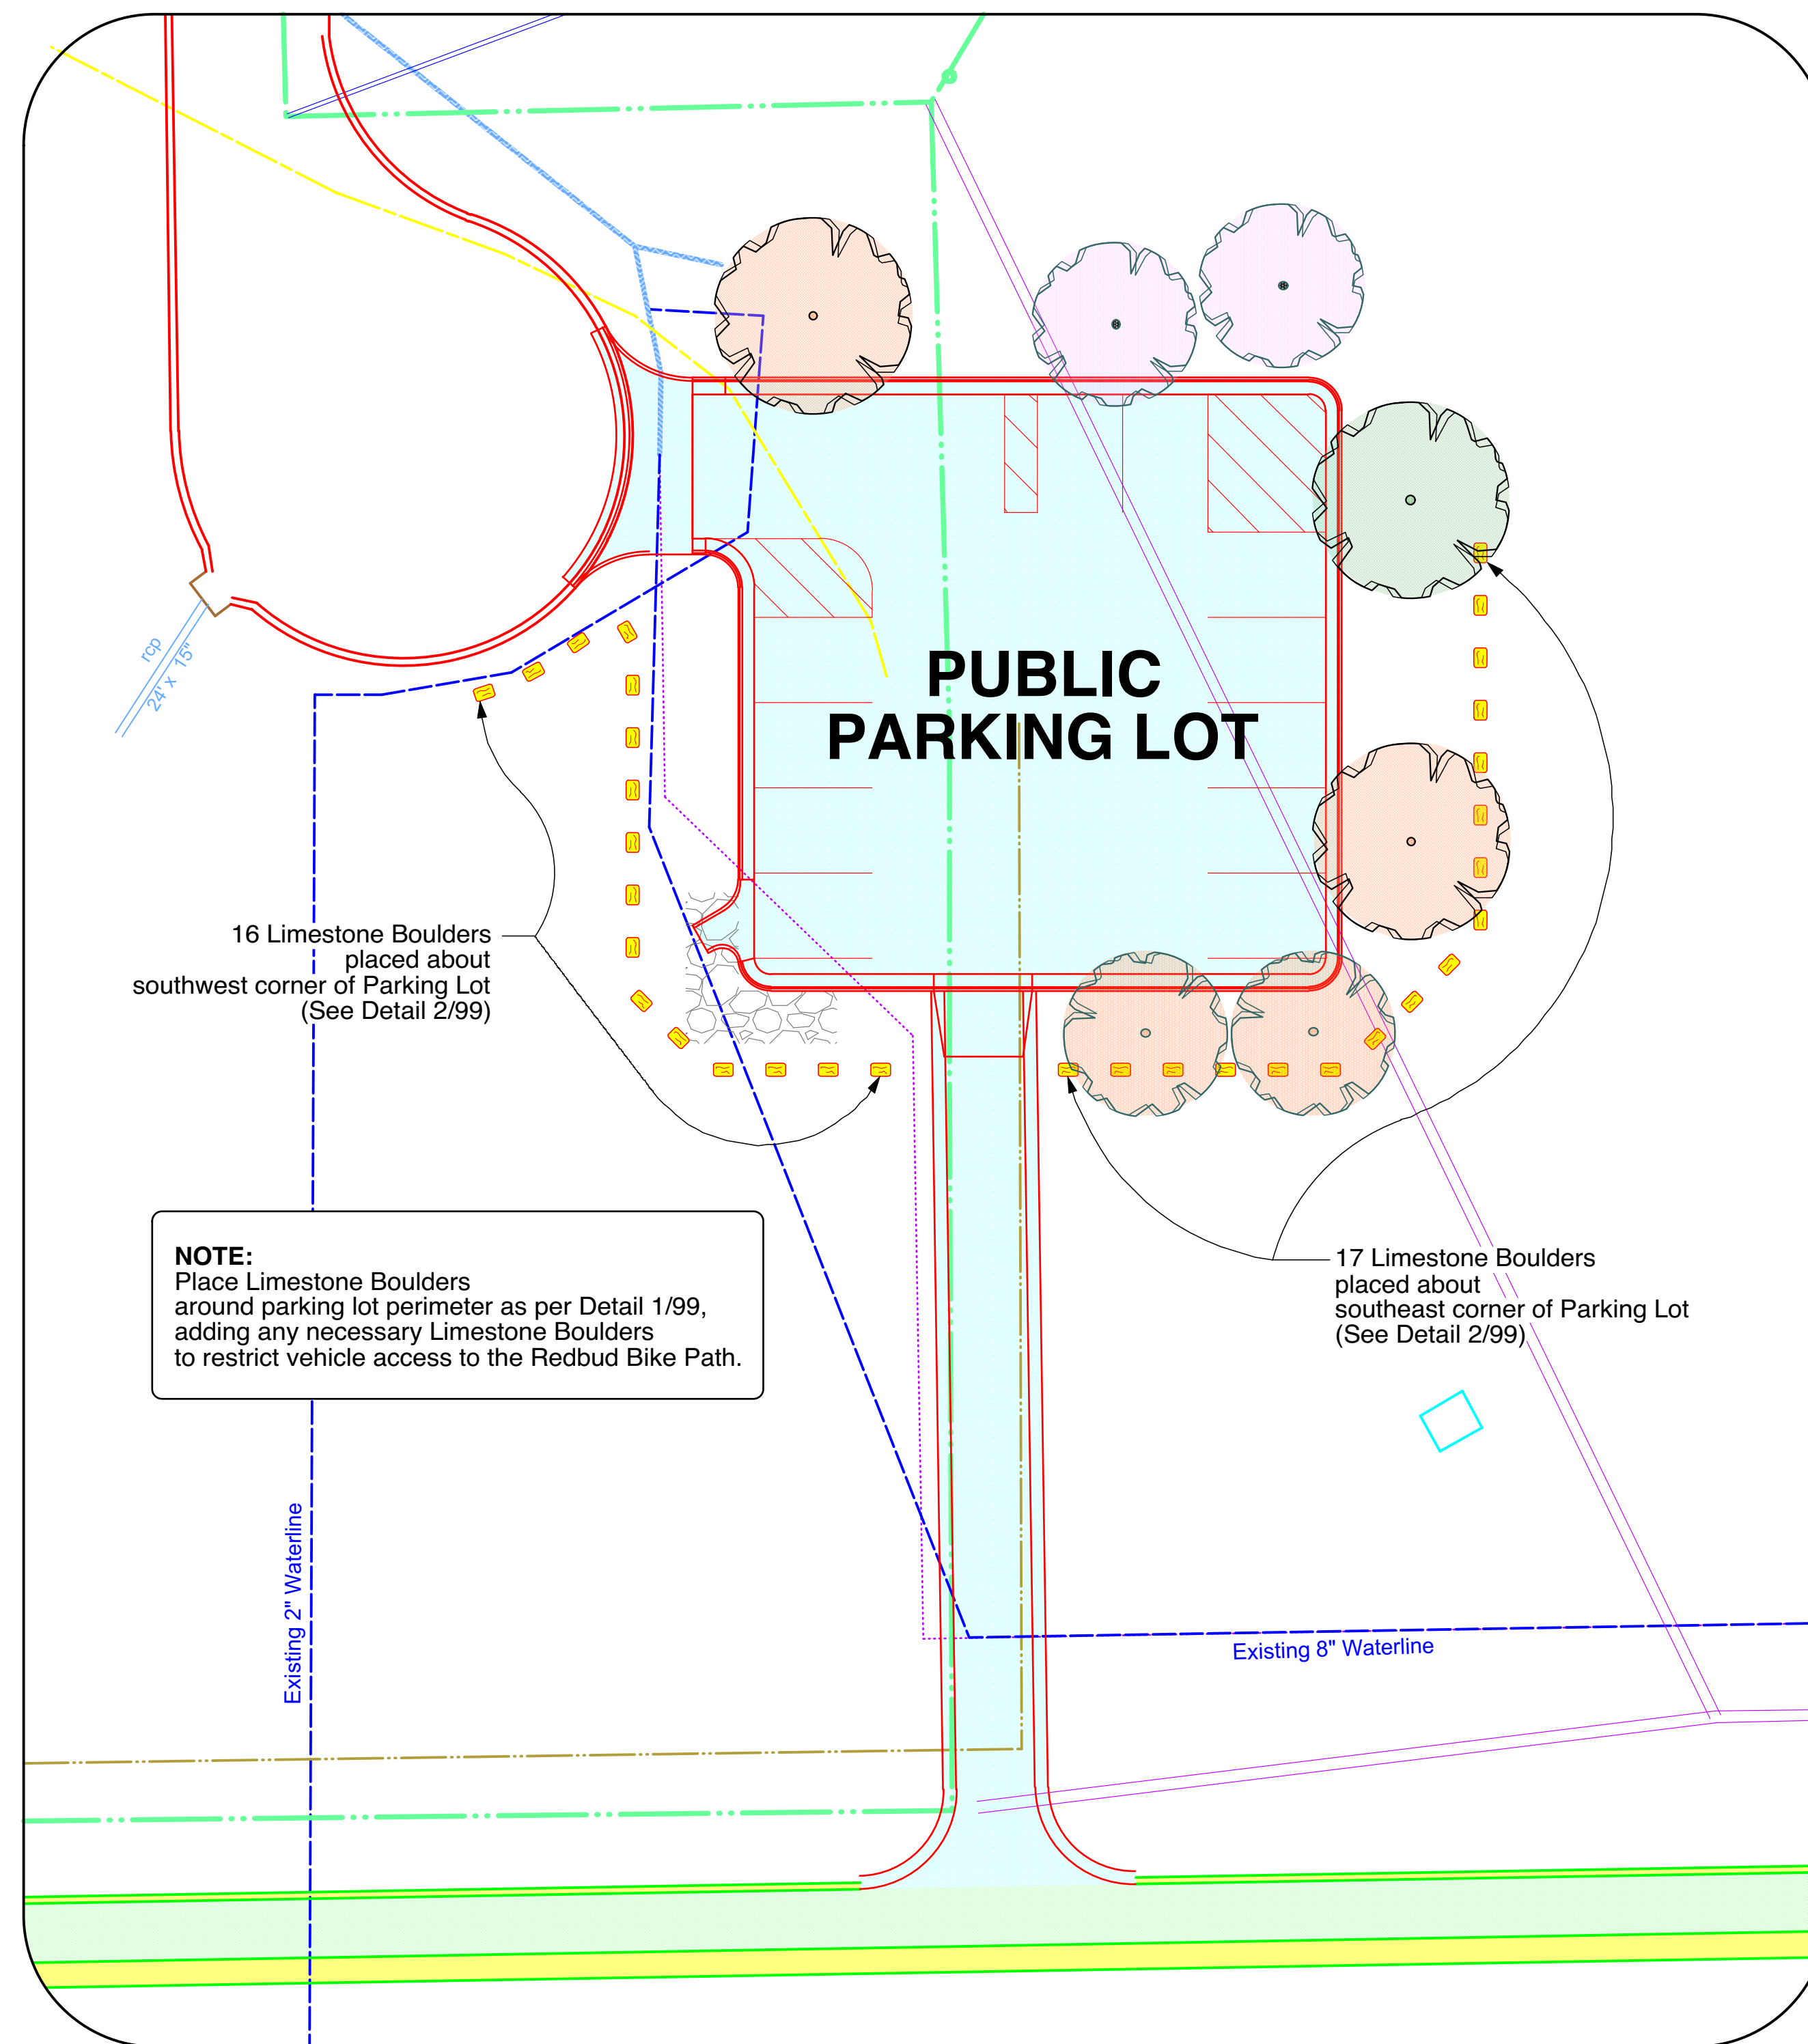 rcp
24' x 15"
PUBLIC
PARKING LOT
16 Limestone Boulders
placed about
southwest corner of Parking Lot
(See Detail 2/99)
NOTE:
Place Limestone Boulders
around parking lot perimeter as per Detail 1/99,
adding any necessary Limestone Boulders
to restrict vehicle access to the Redbud Bike Path.
17 Limestone Boulders
placed about
southeast corner of Parking Lot
(See Detail 2/99)
Existing 2" Waterline
Existing 8" Waterline